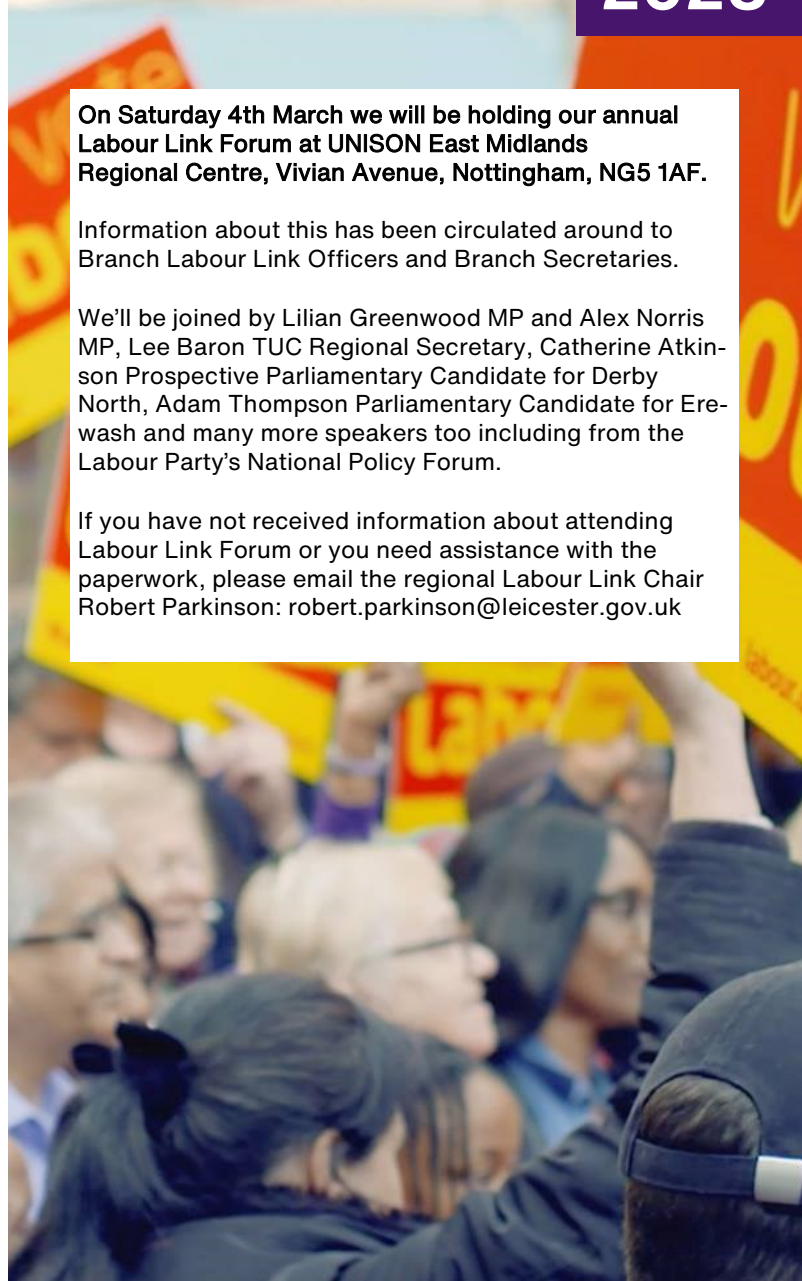 2023
On Saturday 4th March we will be holding our annual
Labour Link Forum at UNISON East Midlands
Regional Centre, Vivian Avenue, Nottingham, NG5 1AF.
Information about this has been circulated around to
Branch Labour Link Officers and Branch Secretaries.
We'll be joined by Lilian Greenwood MP and Alex Norris
MP, Lee Baron TUC Regional Secretary, Catherine Atkin-
son Prospective Parliamentary Candidate for Derby
North, Adam Thompson Parliamentary Candidate for Ere-
wash and many more speakers too including from the
Labour Party's National Policy Forum.
If you have not received information about attending
Labour Link Forum or you need assistance with the
paperwork, please email the regional Labour Link Chair
Robert Parkinson: robert.parkinson@leicester.gov.uk
vote